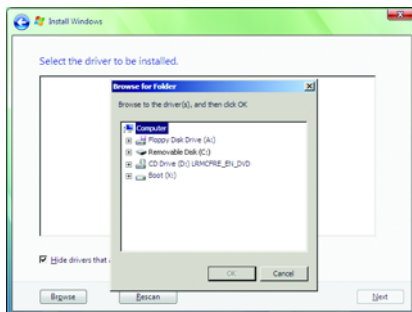 Install Windows
Select the driver to be installed.
Browse for Folder
Browse to the driver(s), and then click OK
Computer
Floppy Disk Drive (A:)
Removable Disk (C:)
CD Drive (D:) LRMCFRE_EN_DVD
Boot (X:)
Hide drivers that
OK
Cancel
Browse
Rescan
Next